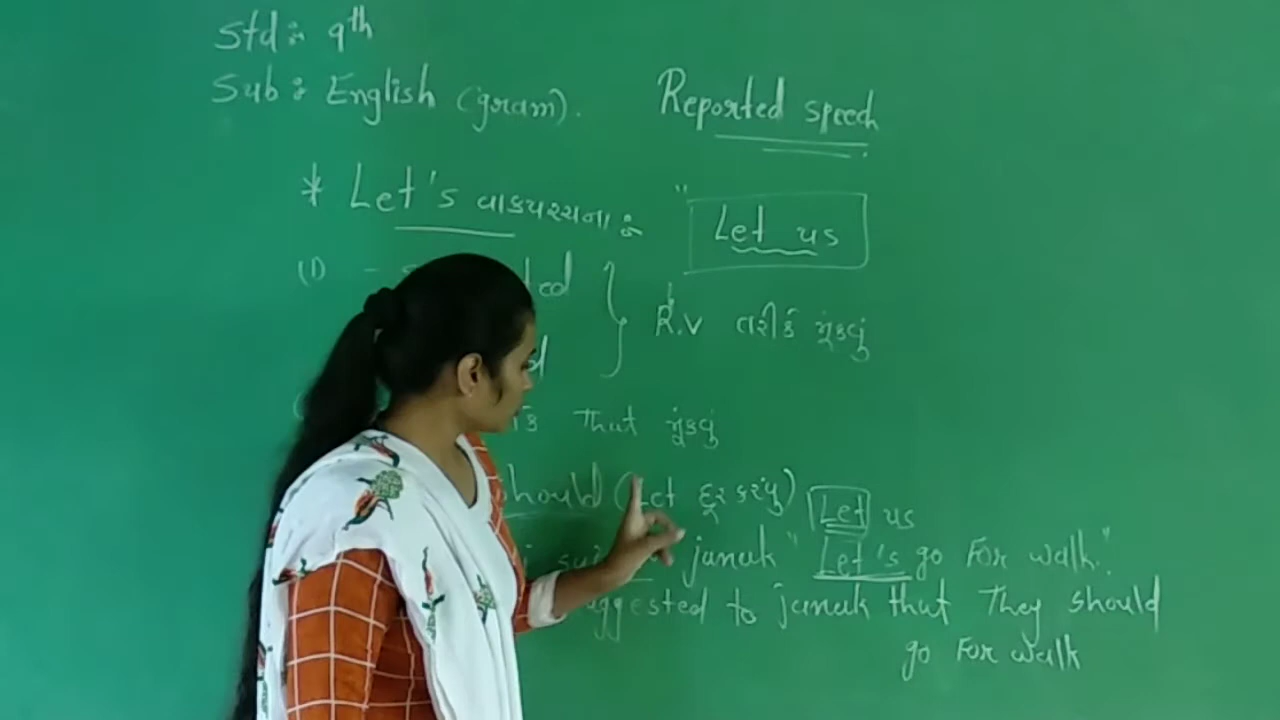 Std : 9th
Sub : English (gram).
Reported speech
* Let's વાક્યરચના :
"Let us
(1) -
R.V તરીકે મૂકવું
That મૂકવું
should (Let દૂર કરવું)
Let us
janak "Let's go For walk".
suggested to janak that They should
go For walk